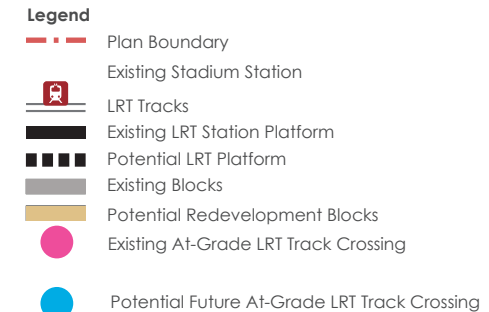 Legend
Plan Boundary
Existing Stadium Station
LRT Tracks
Existing LRT Station Platform
Potential LRT Platform
Existing Blocks
Potential Redevelopment Blocks
Existing At-Grade LRT Track Crossing
Potential Future At-Grade LRT Track Crossing